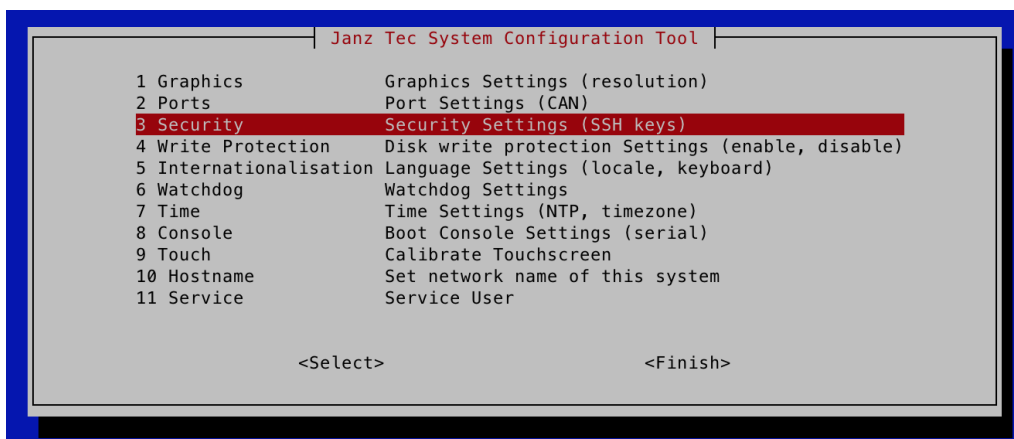 Janz Tec System Configuration Tool
1 Graphics Graphics Settings (resolution)
2 Ports Port Settings (CAN)
3 Security Security Settings (SSH keys)
4 Write Protection Disk write protection Settings (enable, disable)
5 Internationalisation Language Settings (locale, keyboard)
6 Watchdog Watchdog Settings
7 Time Time Settings (NTP, timezone)
8 Console Boot Console Settings (serial)
9 Touch Calibrate Touchscreen
10 Hostname Set network name of this system
11 Service Service User
<Select> <Finish>